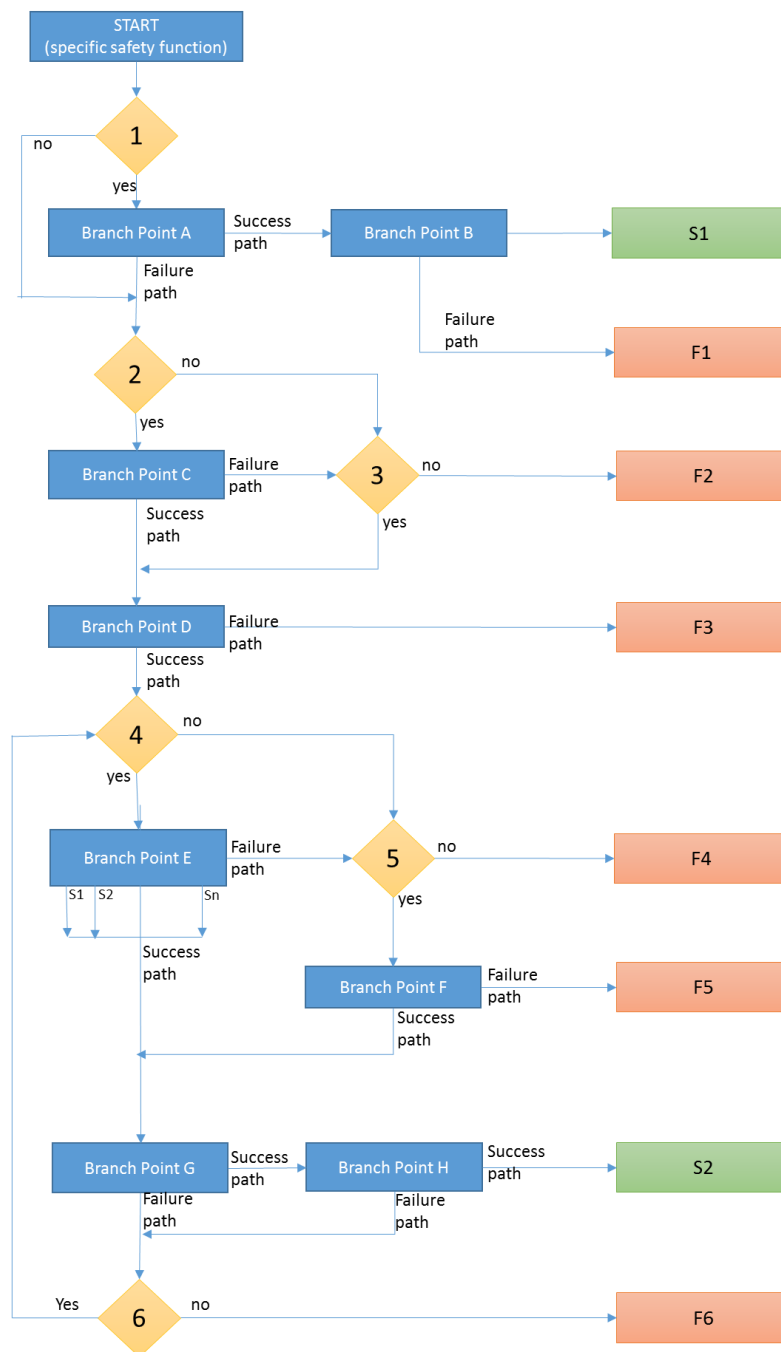 START
(specific safety function)
1
no
yes
Branch Point A
Success
path
Branch Point B
S1
Failure
path
Failure
path
F1
2
no
yes
Branch Point C
Failure
path
3
no
F2
Success
path
yes
Branch Point D
Failure
path
F3
Success
path
4
no
yes
Branch Point E
Failure
path
5
no
F4
S1
S2
Sn
yes
Success
path
Branch Point F
Failure
path
F5
Success
path
Branch Point G
Success
path
Branch Point H
Success
path
S2
Failure
path
Failure
path
Yes
6
no
F6